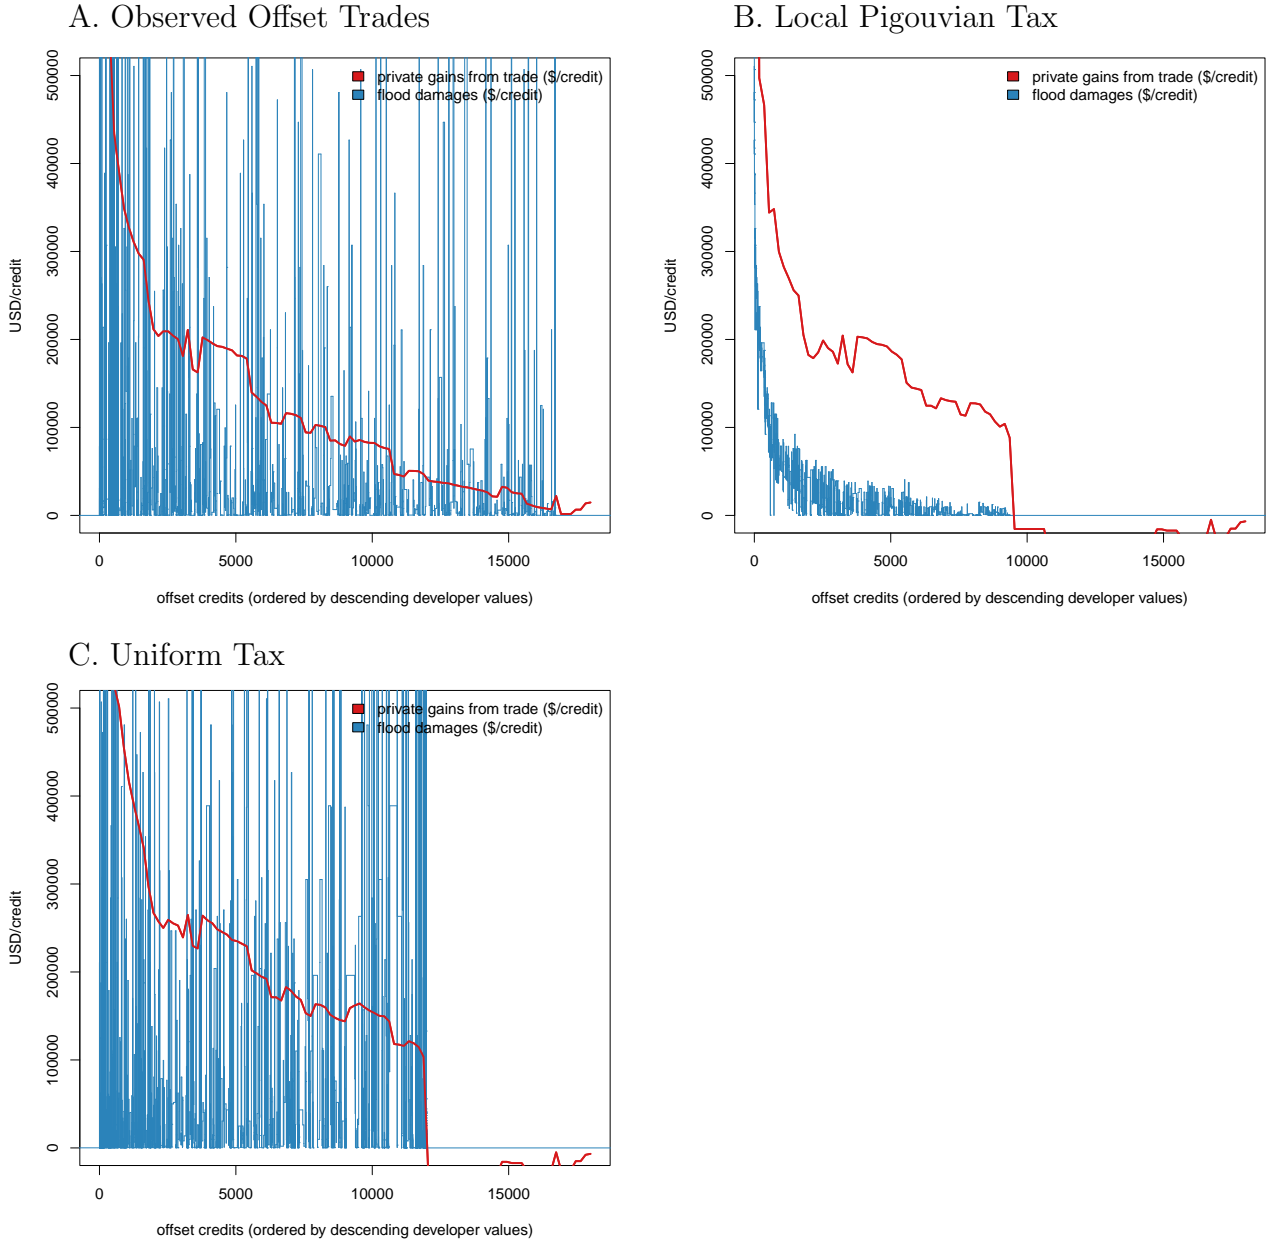 A. Observed Offset Trades
private gains from trade ($/credit)
flood damages ($/credit)
USD/credit
500000
400000
300000
200000
100000
0
0 5000 10000 15000
offset credits (ordered by descending developer values)
B. Local Pigouvian Tax
private gains from trade ($/credit)
flood damages ($/credit)
USD/credit
500000
400000
300000
200000
100000
0
0 5000 10000 15000
offset credits (ordered by descending developer values)
C. Uniform Tax
private gains from trade ($/credit)
flood damages ($/credit)
USD/credit
500000
400000
300000
200000
100000
0
0 5000 10000 15000
offset credits (ordered by descending developer values)